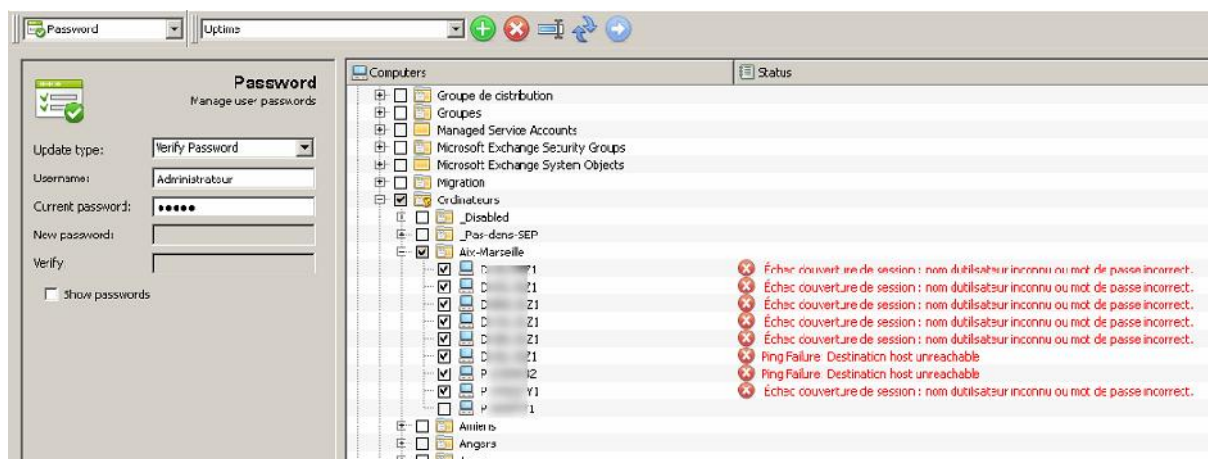 Password
Uptime
Password
Manage user passwords
Update type:
Verify Password
Username:
Administrateur
Current password:
•••••
New password:
Verify
Show passwords
Computers
Status
Groupe de distribution
Groupes
Managed Service Accounts
Microsoft Exchange Security Groups
Microsoft Exchange System Objects
Migration
Ordinateurs
_Disabled
_Pas-dans-SEP
Aix-Marseille
Échec douverture de session : nom dutilisateur inconnu ou mot de passe incorrect.
Échec douverture de session : nom dutilisateur inconnu ou mot de passe incorrect.
Échec douverture de session : nom dutilisateur inconnu ou mot de passe incorrect.
Échec douverture de session : nom dutilisateur inconnu ou mot de passe incorrect.
Échec douverture de session : nom dutilisateur inconnu ou mot de passe incorrect.
Ping Failure: Destination host unreachable
Ping Failure: Destination host unreachable
Échec douverture de session : nom dutilisateur inconnu ou mot de passe incorrect.
Amiens
Angers